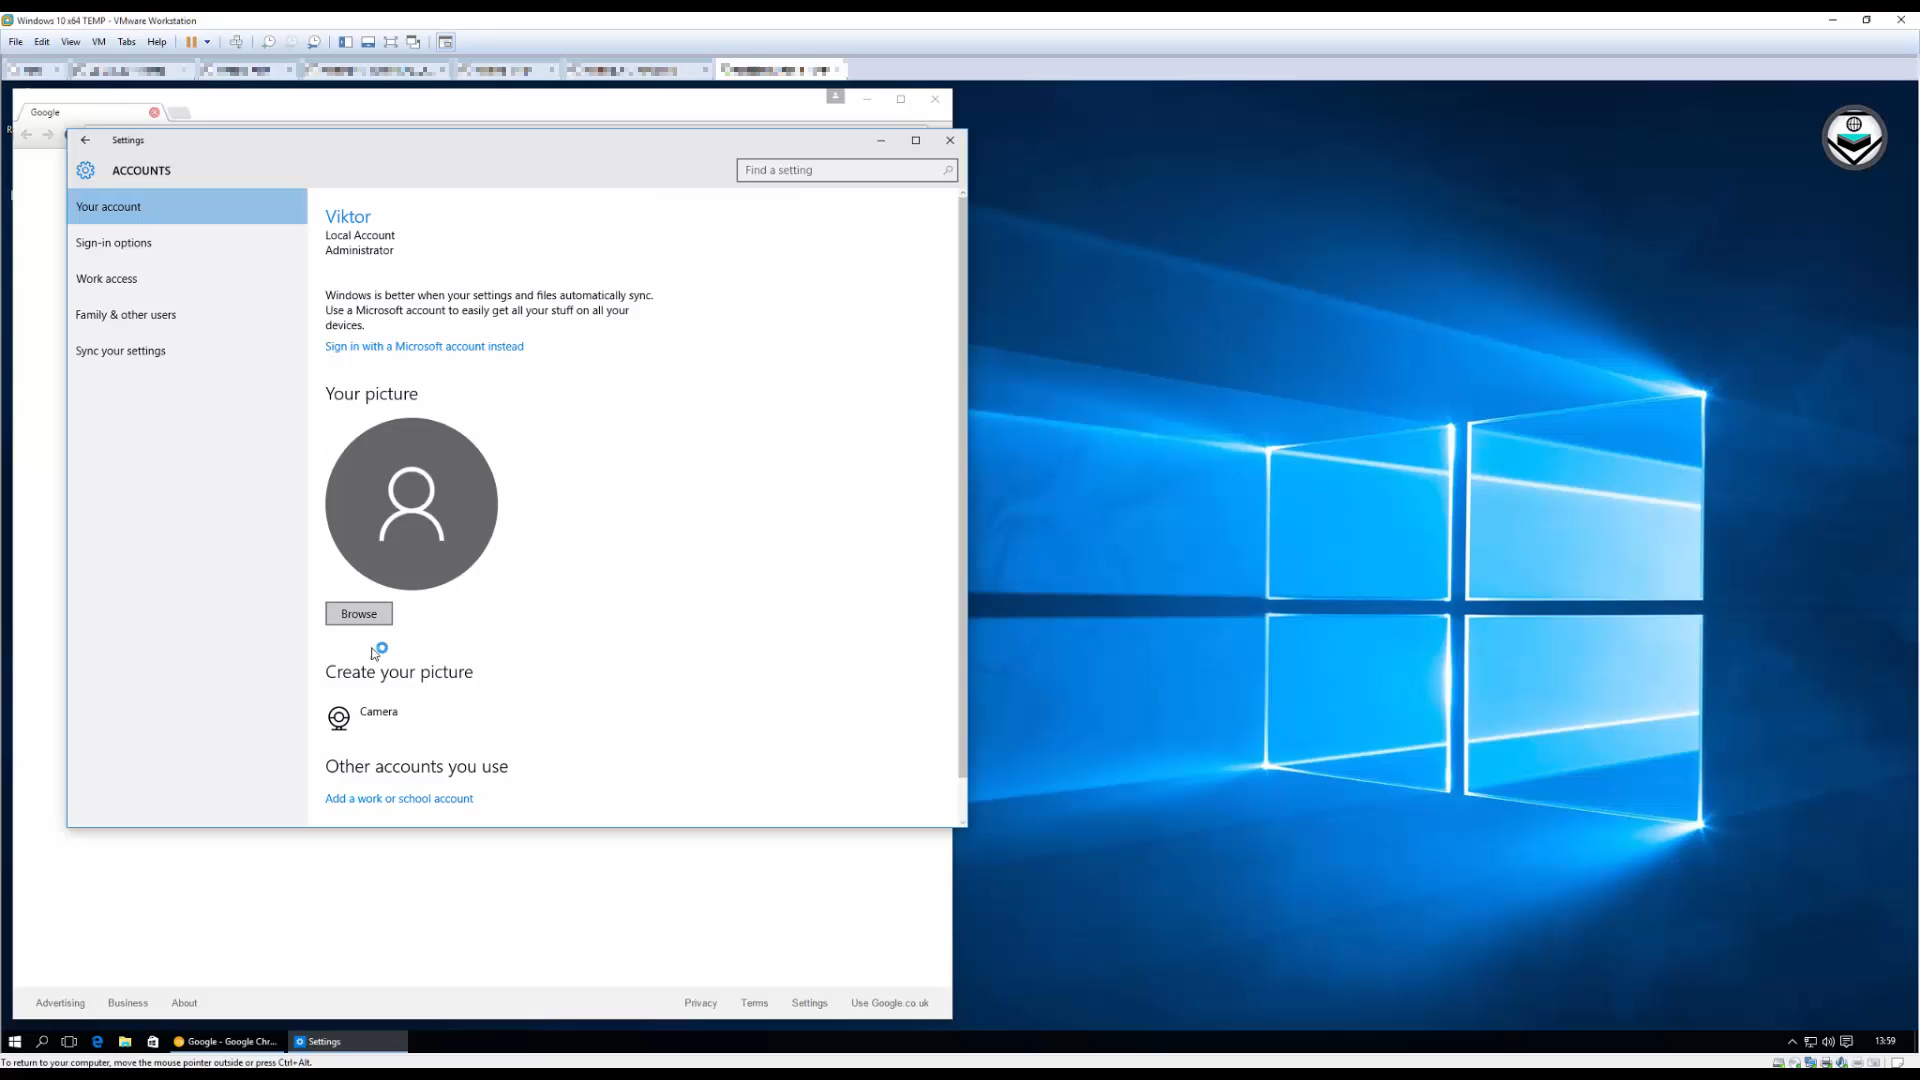 Windows 10 x64 TEMP - VMware Workstation
File Edit View VM Tabs Help
Google
Settings
ACCOUNTS
Find a setting
Your account
Sign-in options
Work access
Family & other users
Sync your settings
Viktor
Local Account
Administrator
Windows is better when your settings and files automatically sync.
Use a Microsoft account to easily get all your stuff on all your
devices.
Sign in with a Microsoft account instead
Your picture
Browse
Create your picture
Camera
Other accounts you use
Add a work or school account
Advertising Business About Privacy Terms Settings Use Google.co.uk
Google - Google Chr...
Settings
13:59
To return to your computer, move the mouse pointer outside or press Ctrl+Alt.